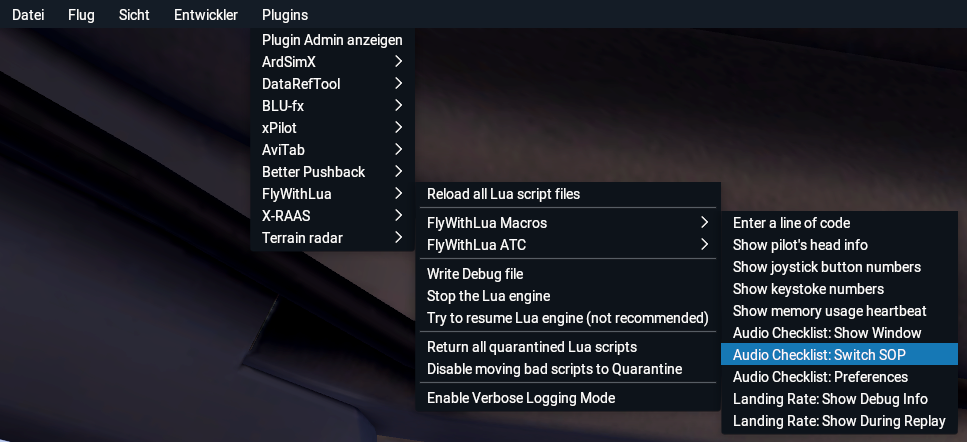 Datei Flug Sicht Entwickler Plugins
Plugin Admin anzeigen
ArdSimX
DataRefTool
BLU-fx
xPilot
AviTab
Better Pushback
FlyWithLua
X-RAAS
Terrain radar
Reload all Lua script files
FlyWithLua Macros
FlyWithLua ATC
Write Debug file
Stop the Lua engine
Try to resume Lua engine (not recommended)
Return all quarantined Lua scripts
Disable moving bad scripts to Quarantine
Enable Verbose Logging Mode
Enter a line of code
Show pilot's head info
Show joystick button numbers
Show keystoke numbers
Show memory usage heartbeat
Audio Checklist: Show Window
Audio Checklist: Switch SOP
Audio Checklist: Preferences
Landing Rate: Show Debug Info
Landing Rate: Show During Replay